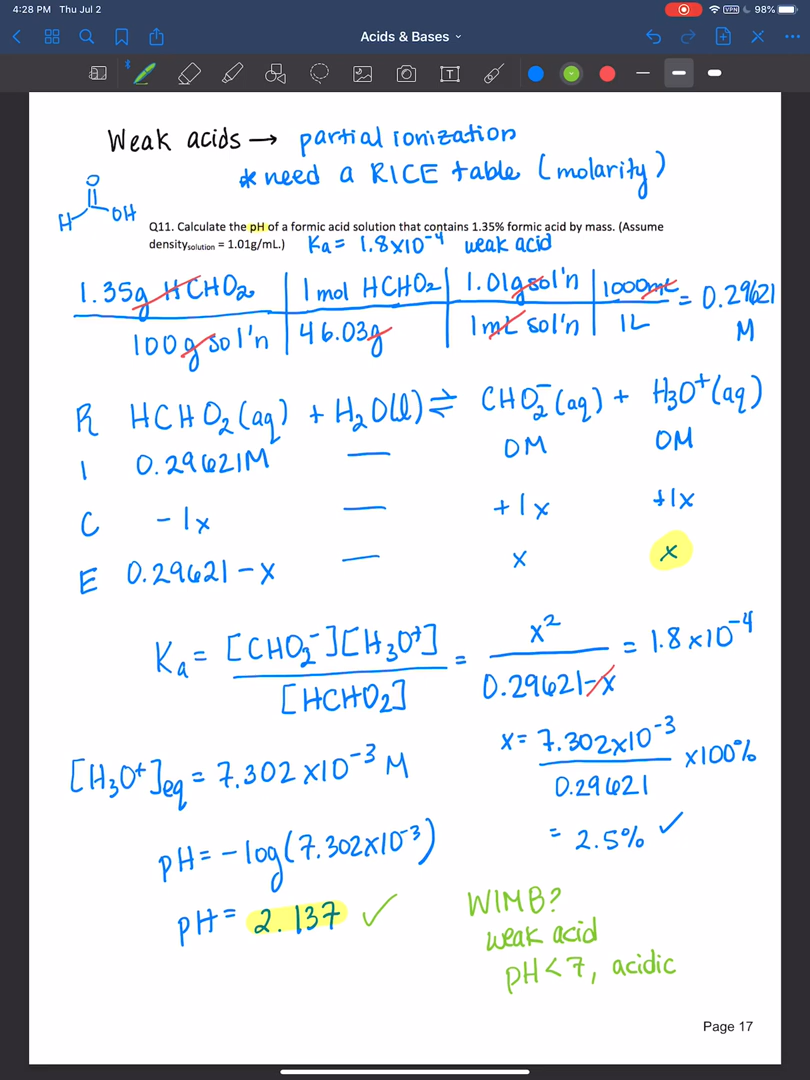 4:28 PM Thu Jul 2
VPN 98%
Acids & Bases
T
Weak acids → partial ionization
* need a RICE table (molarity)
O
H OH
Q11. Calculate the pH of a formic acid solution that contains 1.35% formic acid by mass. (Assume
density solution = 1.01g/mL.) Ka = 1.8x10⁻⁴ weak acid
1.35g HCHO₂ | 1 mol HCHO₂ | 1.01g sol'n | 1000mL = 0.29621
100g sol'n | 46.03g | 1mL sol'n | 1L M
R HCHO₂(aq) + H₂O(l) ⇌ CHO₂⁻(aq) + H₃O⁺(aq)
I 0.29621M — 0M 0M
C -1x — +1x +1x
E 0.29621-x — x x
Ka = [CHO₂⁻][H₃O⁺] = x² = 1.8x10⁻⁴
[HCHO₂] 0.29621-x
[H₃O⁺]eq = 7.302x10⁻³ M
x = 7.302x10⁻³ x100%
0.29621
= 2.5% ✓
pH = -log(7.302x10⁻³)
pH = 2.137 ✓
WIMB?
weak acid
pH<7, acidic
Page 17